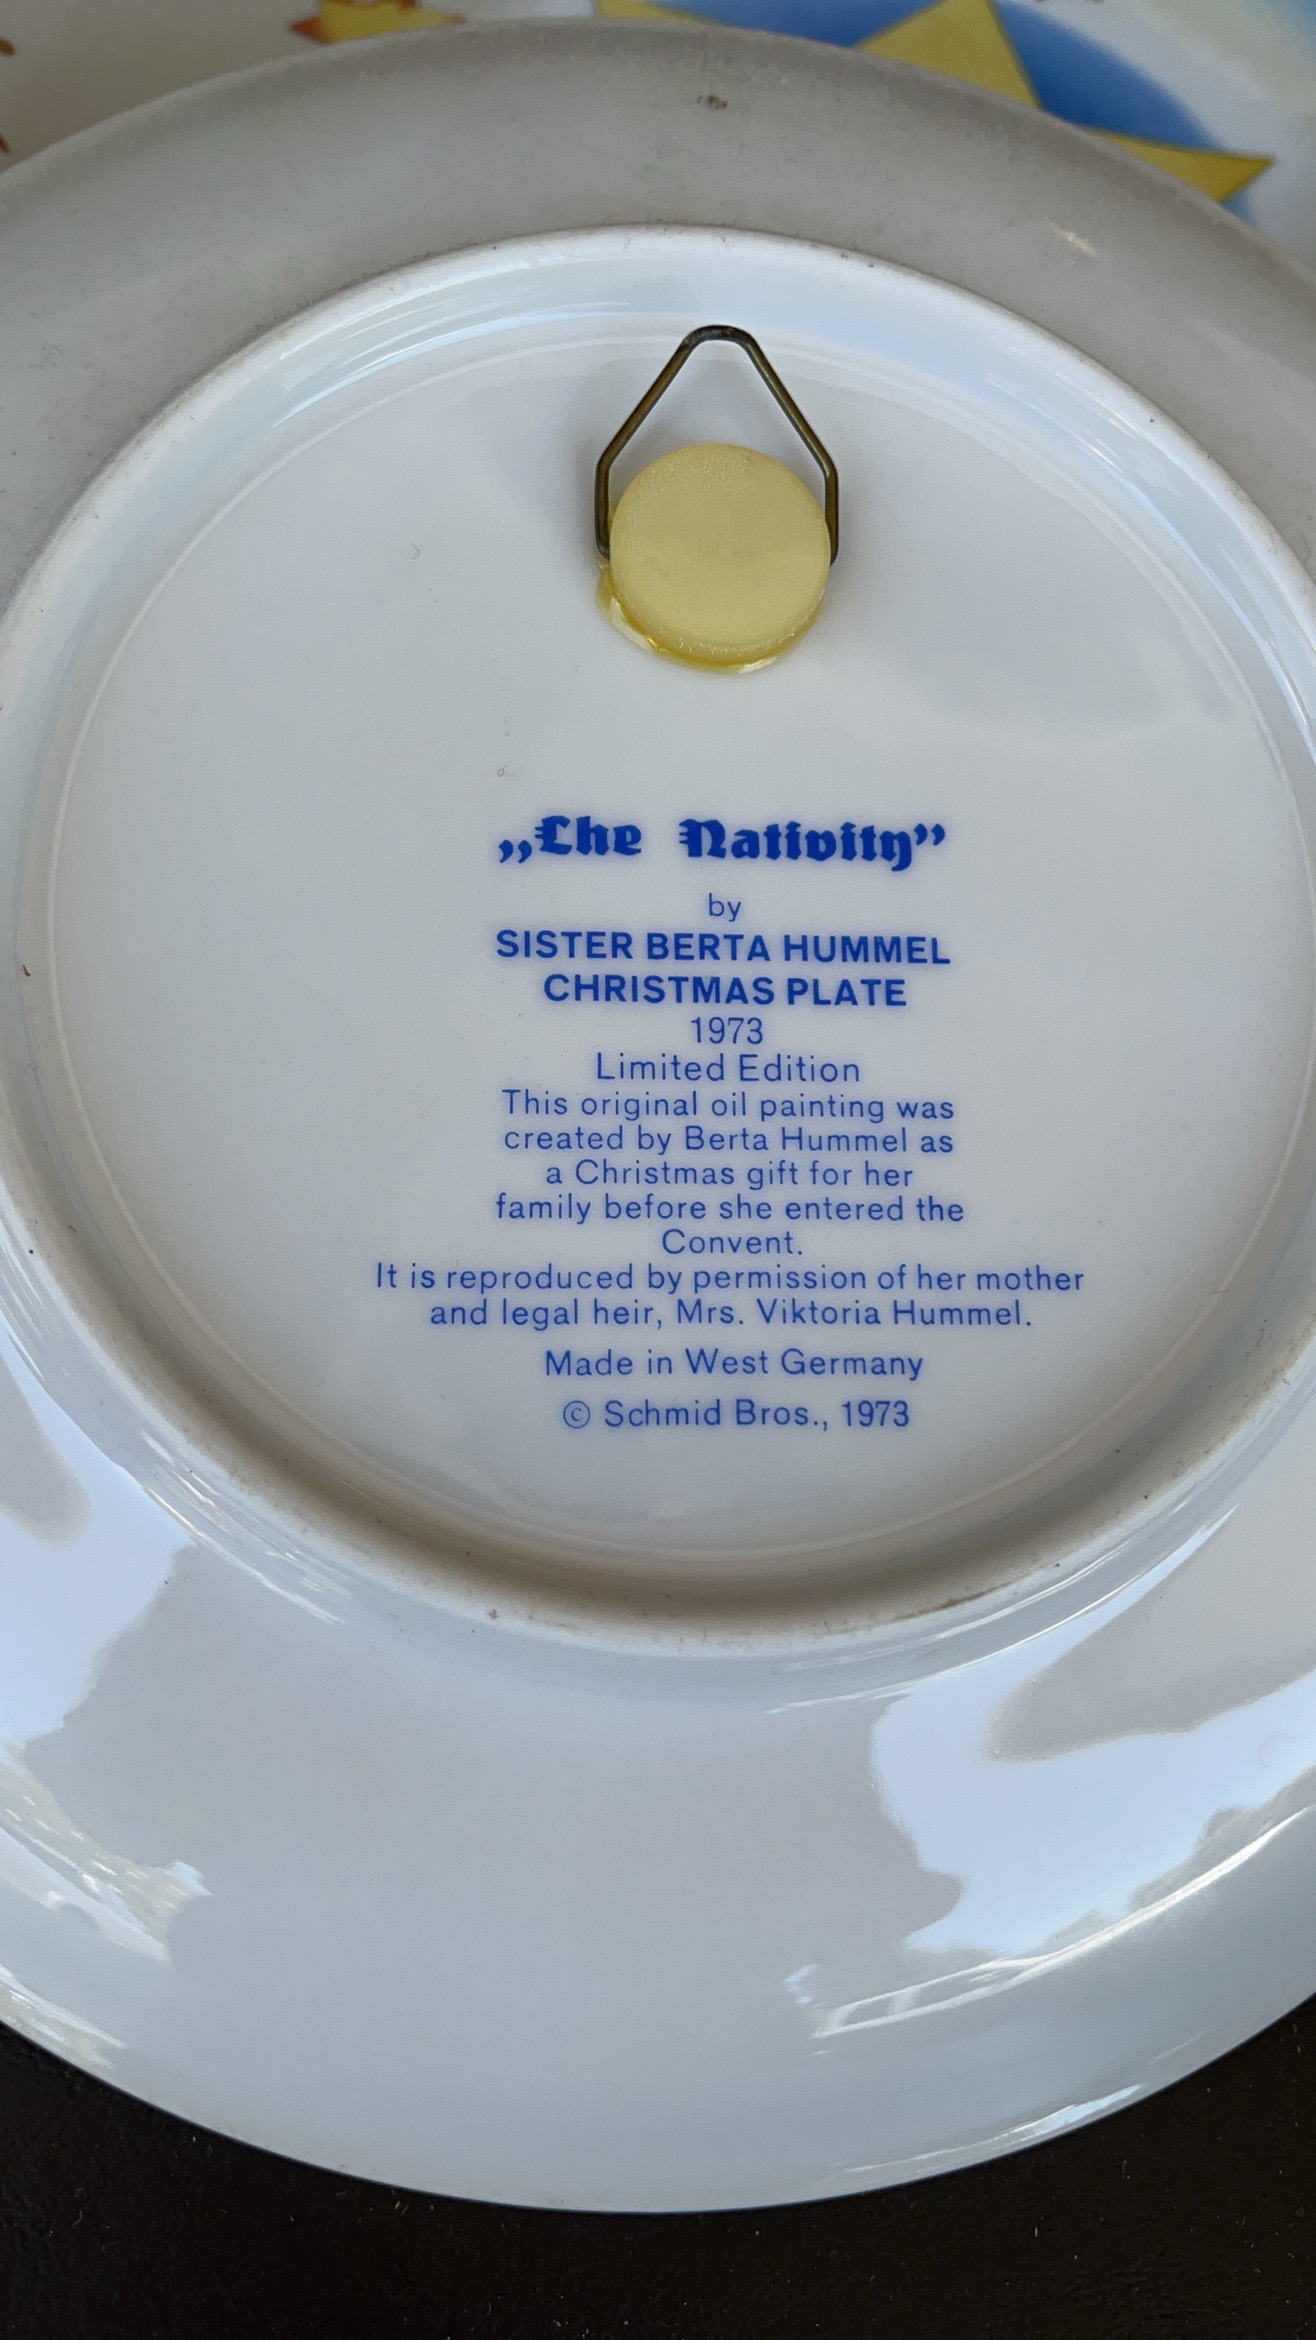 „The Nativity”
by
SISTER BERTA HUMMEL
CHRISTMAS PLATE
1973
Limited Edition
This original oil painting was
created by Berta Hummel as
a Christmas gift for her
family before she entered the
Convent.
It is reproduced by permission of her mother
and legal heir, Mrs. Viktoria Hummel.
Made in West Germany
© Schmid Bros., 1973